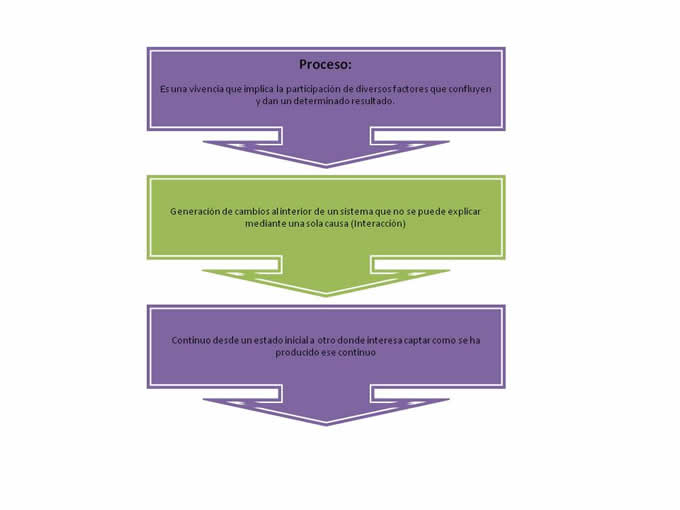 Proceso:
Es una vivencia que implica la participación de diversos factores que confluyen
y dan un determinado resultado.
Generación de cambios al interior de un sistema que no se puede explicar
mediante una sola causa (Interacción)
Continuo desde un estado inicial a otro donde interesa captar como se ha
producido ese continuo